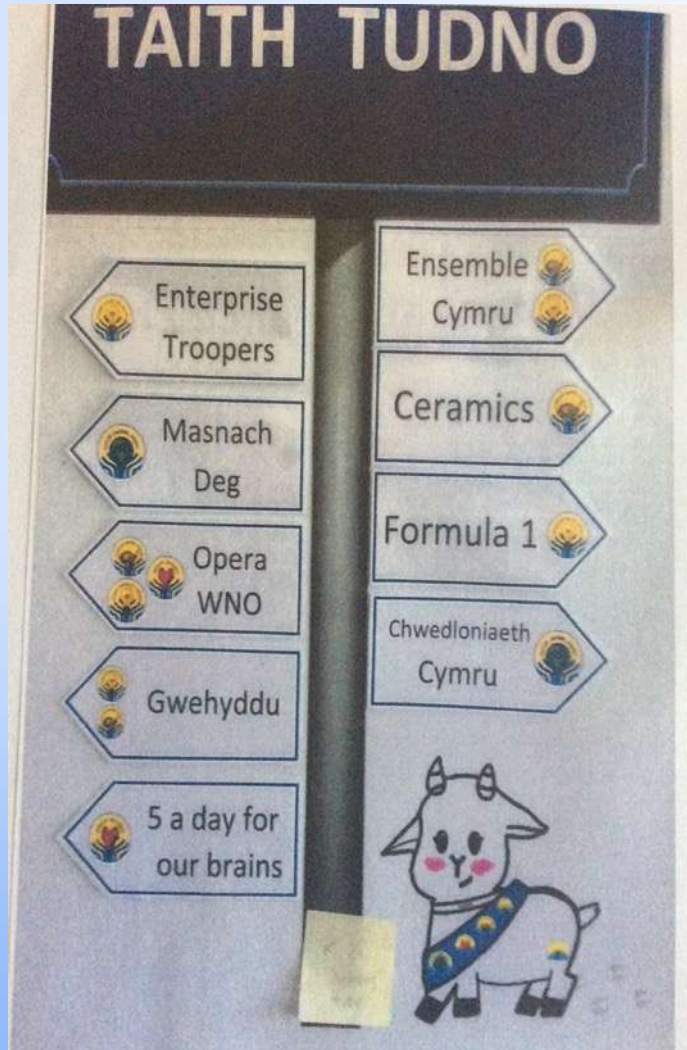 TAITH TUDNO
Enterprise
Troopers
Masnach
Deg
Opera
WNO
Gwehyddu
5 a day for
our brains
Ensemble
Cymru
Ceramics
Formula 1
Chwedloniaeth
Cymru